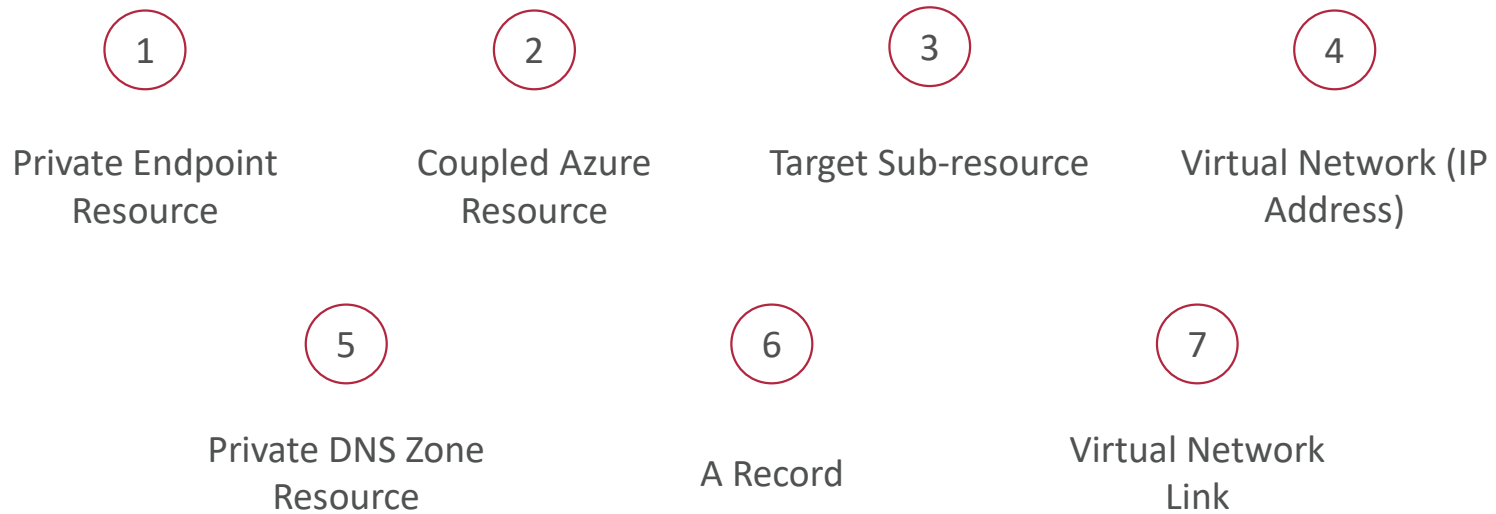 1
2
3
4
Private Endpoint
Resource
Coupled Azure
Resource
Target Sub-resource
Virtual Network (IP
Address)
5
6
7
Private DNS Zone
Resource
A Record
Virtual Network
Link